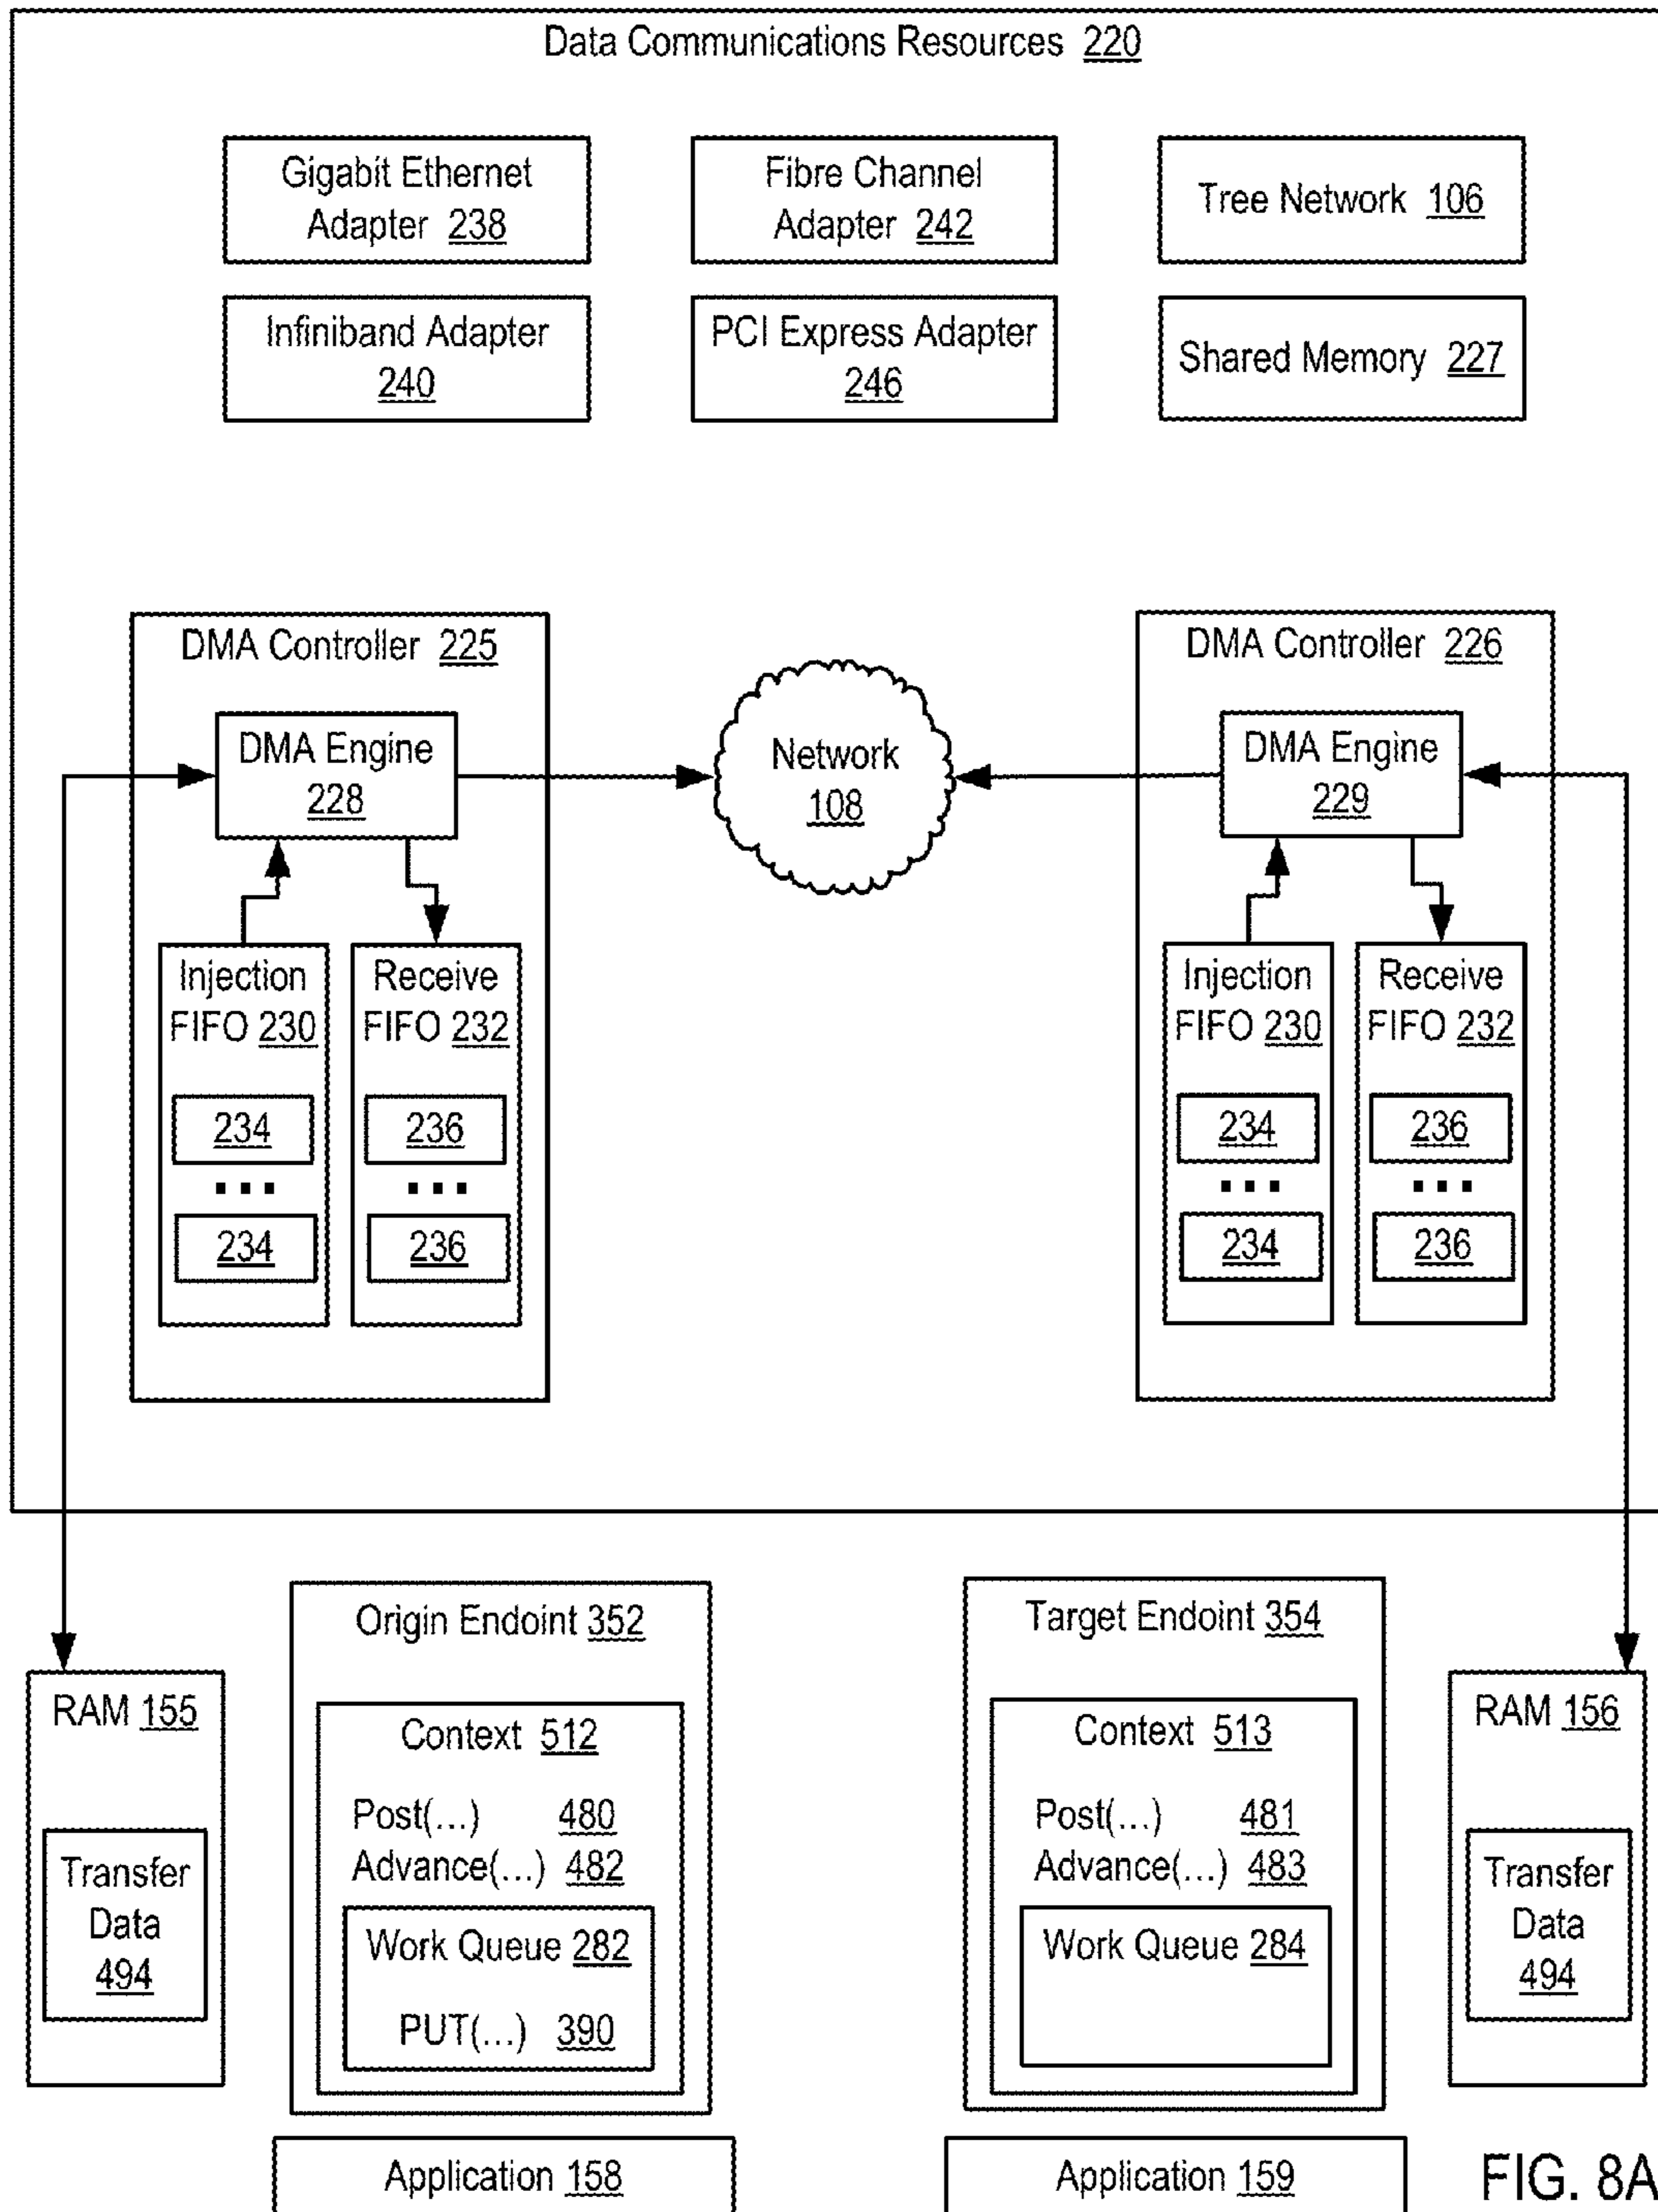 Data Communications Resources 220
Gigabit Ethernet
Adapter 238
Fibre Channel
Adapter 242
Tree Network 106
Infiniband Adapter
240
PCI Express Adapter
246
Shared Memory 227
DMA Controller 225
DMA Engine
228
Injection
FIFO 230
234
...
234
Receive
FIFO 232
236
...
236
Network
108
DMA Controller 226
DMA Engine
229
Injection
FIFO 230
234
...
234
Receive
FIFO 232
236
...
236
RAM 155
Transfer
Data
494
Origin Endoint 352
Context 512
Post(...) 480
Advance(...) 482
Work Queue 282
PUT(...) 390
Target Endoint 354
Context 513
Post(...) 481
Advance(...) 483
Work Queue 284
RAM 156
Transfer
Data
494
Application 158
Application 159
FIG. 8A